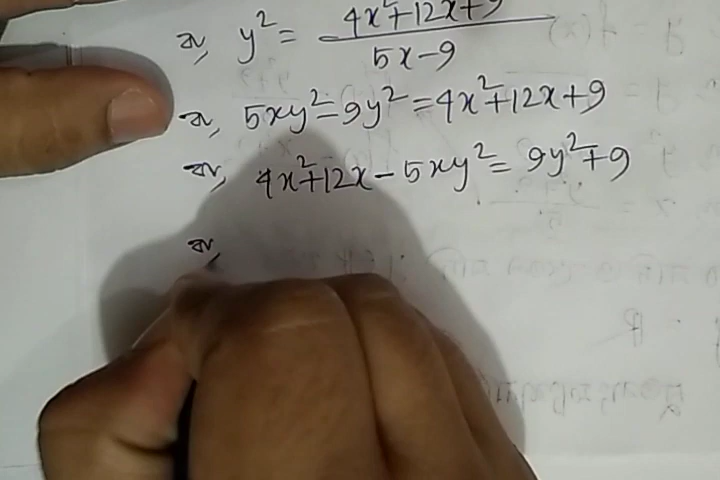 বা, y² = 4x²+12x+9 / 5x-9
বা, 5xy²-9y² = 4x²+12x+9
বা, 4x²+12x-5xy² = 9y²+9
বা,